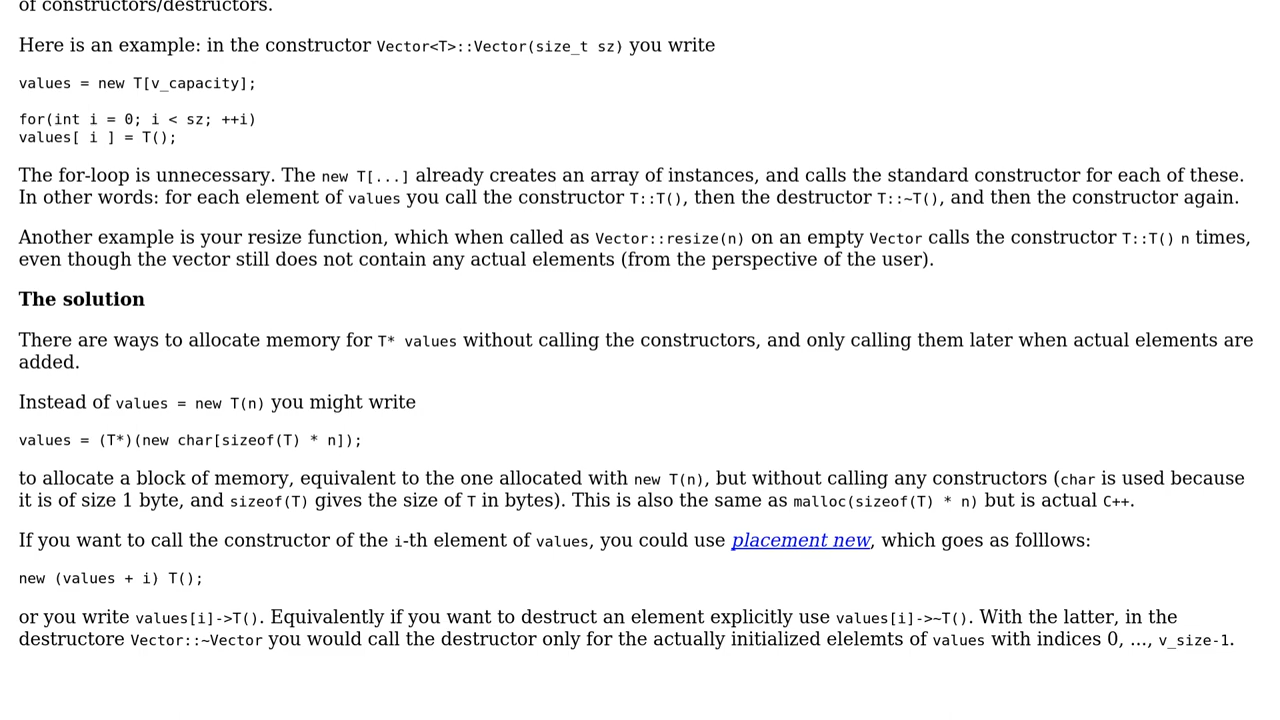 of constructors/destructors.
Here is an example: in the constructor Vector<T>::Vector(size_t sz) you write
values = new T[v_capacity];
for(int i = 0; i < sz; ++i)
values[ i ] = T();
The for-loop is unnecessary. The new T[...] already creates an array of instances, and calls the standard constructor for each of these.
In other words: for each element of values you call the constructor T::T(), then the destructor T::~T(), and then the constructor again.
Another example is your resize function, which when called as Vector::resize(n) on an empty Vector calls the constructor T::T() n times,
even though the vector still does not contain any actual elements (from the perspective of the user).
The solution
There are ways to allocate memory for T* values without calling the constructors, and only calling them later when actual elements are
added.
Instead of values = new T(n) you might write
values = (T*)(new char[sizeof(T) * n]);
to allocate a block of memory, equivalent to the one allocated with new T(n), but without calling any constructors (char is used because
it is of size 1 byte, and sizeof(T) gives the size of T in bytes). This is also the same as malloc(sizeof(T) * n) but is actual C++.
If you want to call the constructor of the i-th element of values, you could use placement new, which goes as folllows:
new (values + i) T();
or you write values[i]->T(). Equivalently if you want to destruct an element explicitly use values[i]->~T(). With the latter, in the
destructore Vector::~Vector you would call the destructor only for the actually initialized elelemts of values with indices 0, ..., v_size-1.